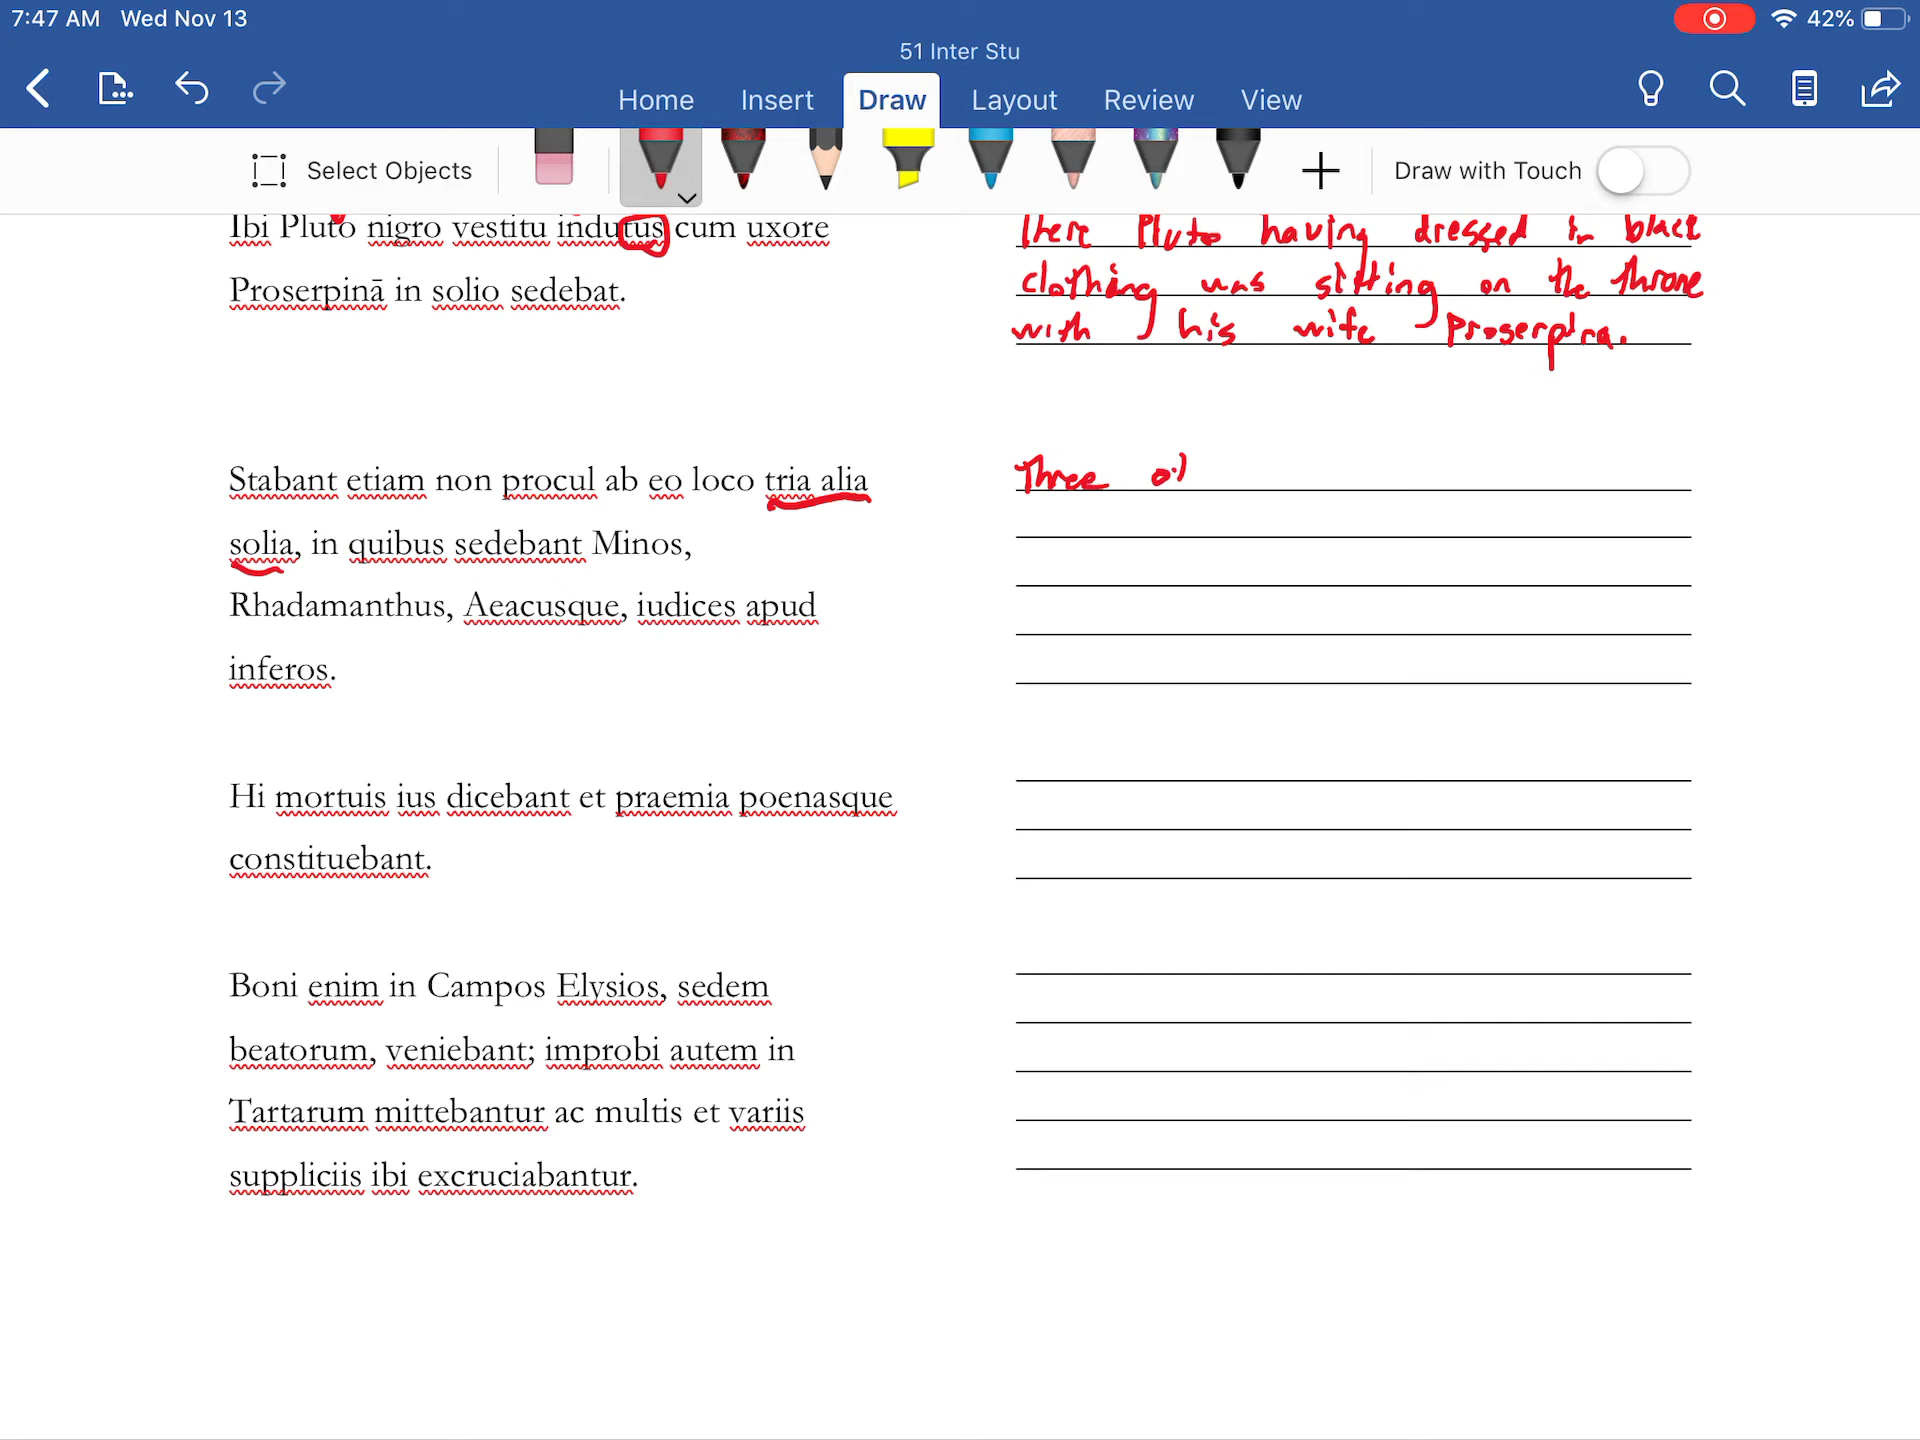 7:47 AM Wed Nov 13
42%
51 Inter Stu
Home Insert Draw Layout Review View
Select Objects
Draw with Touch
Ibi Pluto nigro vestitu indutus cum uxore
Proserpinā in solio sedebat.
There Pluto having dressed in black
clothing was sitting on the throne
with his wife Proserpina.
Stabant etiam non procul ab eo loco tria alia
solia, in quibus sedebant Minos,
Rhadamanthus, Aeacusque, iudices apud
inferos.
Three
Hi mortuis ius dicebant et praemia poenasque
constituebant.
Boni enim in Campos Elysios, sedem
beatorum, veniebant; improbi autem in
Tartarum mittebantur ac multis et variis
suppliciis ibi excruciabantur.